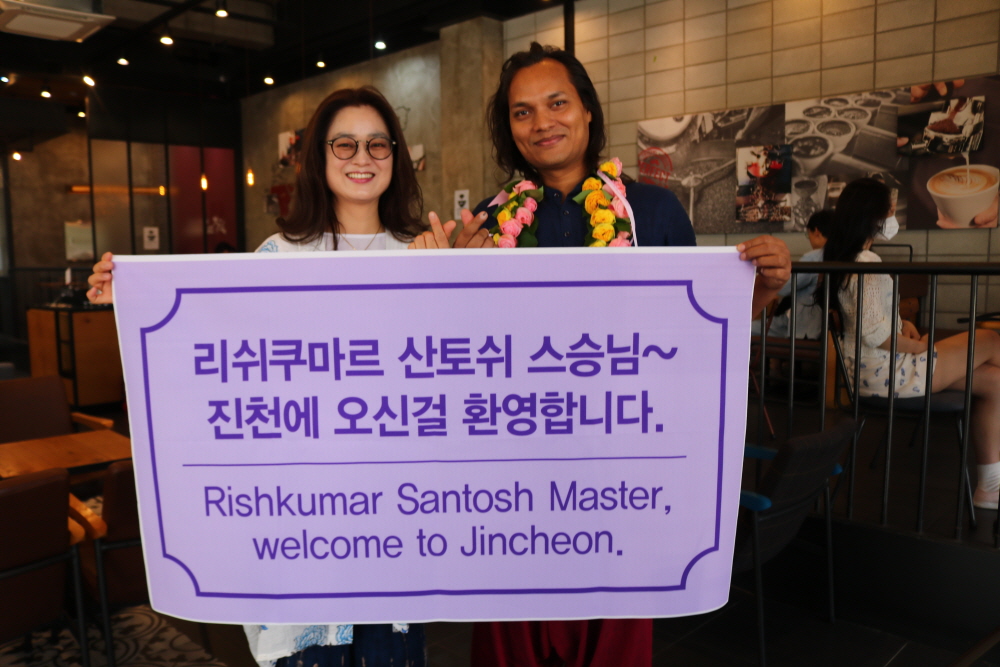 리쉬쿠마르 산토쉬 스승님~
진천에 오신걸 환영합니다.
Rishkumar Santosh Master,
welcome to Jincheon.